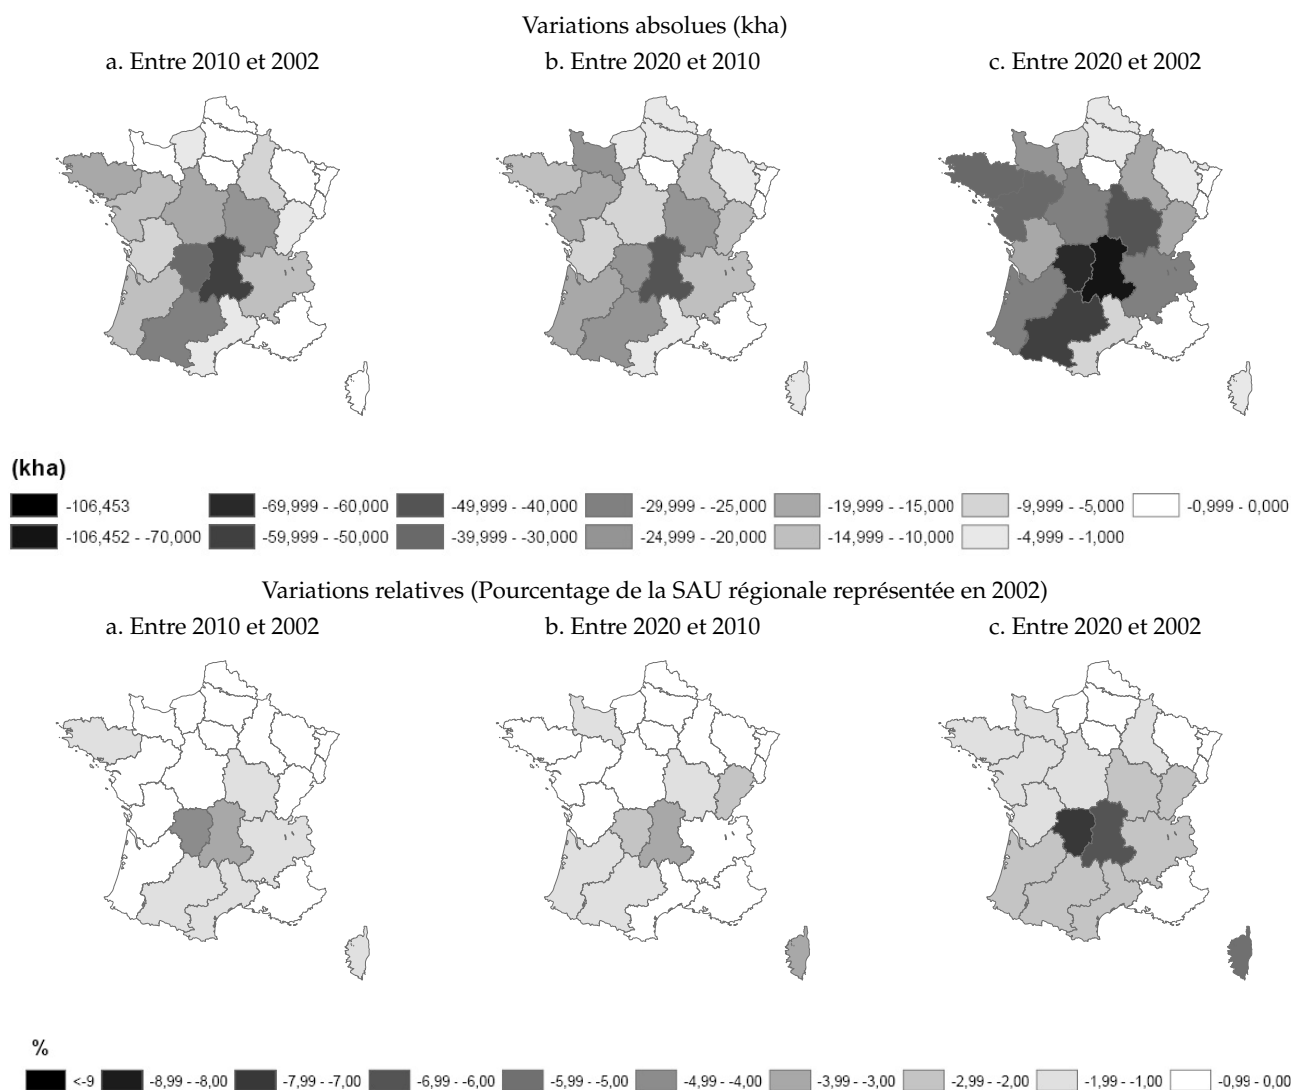 Variations absolues (kha)
a. Entre 2010 et 2002
b. Entre 2020 et 2010
c. Entre 2020 et 2002
(kha)
-106,453
-69,999 - -60,000
-49,999 - -40,000
-29,999 - -25,000
-19,999 - -15,000
-9,999 - -5,000
-0,999 - 0,000
-106,452 - -70,000
-59,999 - -50,000
-39,999 - -30,000
-24,999 - -20,000
-14,999 - -10,000
-4,999 - -1,000
Variations relatives (Pourcentage de la SAU régionale représentée en 2002)
a. Entre 2010 et 2002
b. Entre 2020 et 2010
c. Entre 2020 et 2002
%
<-9
-8,99 - -8,00
-7,99 - -7,00
-6,99 - -6,00
-5,99 - -5,00
-4,99 - -4,00
-3,99 - -3,00
-2,99 - -2,00
-1,99 - -1,00
-0,99 - 0,00